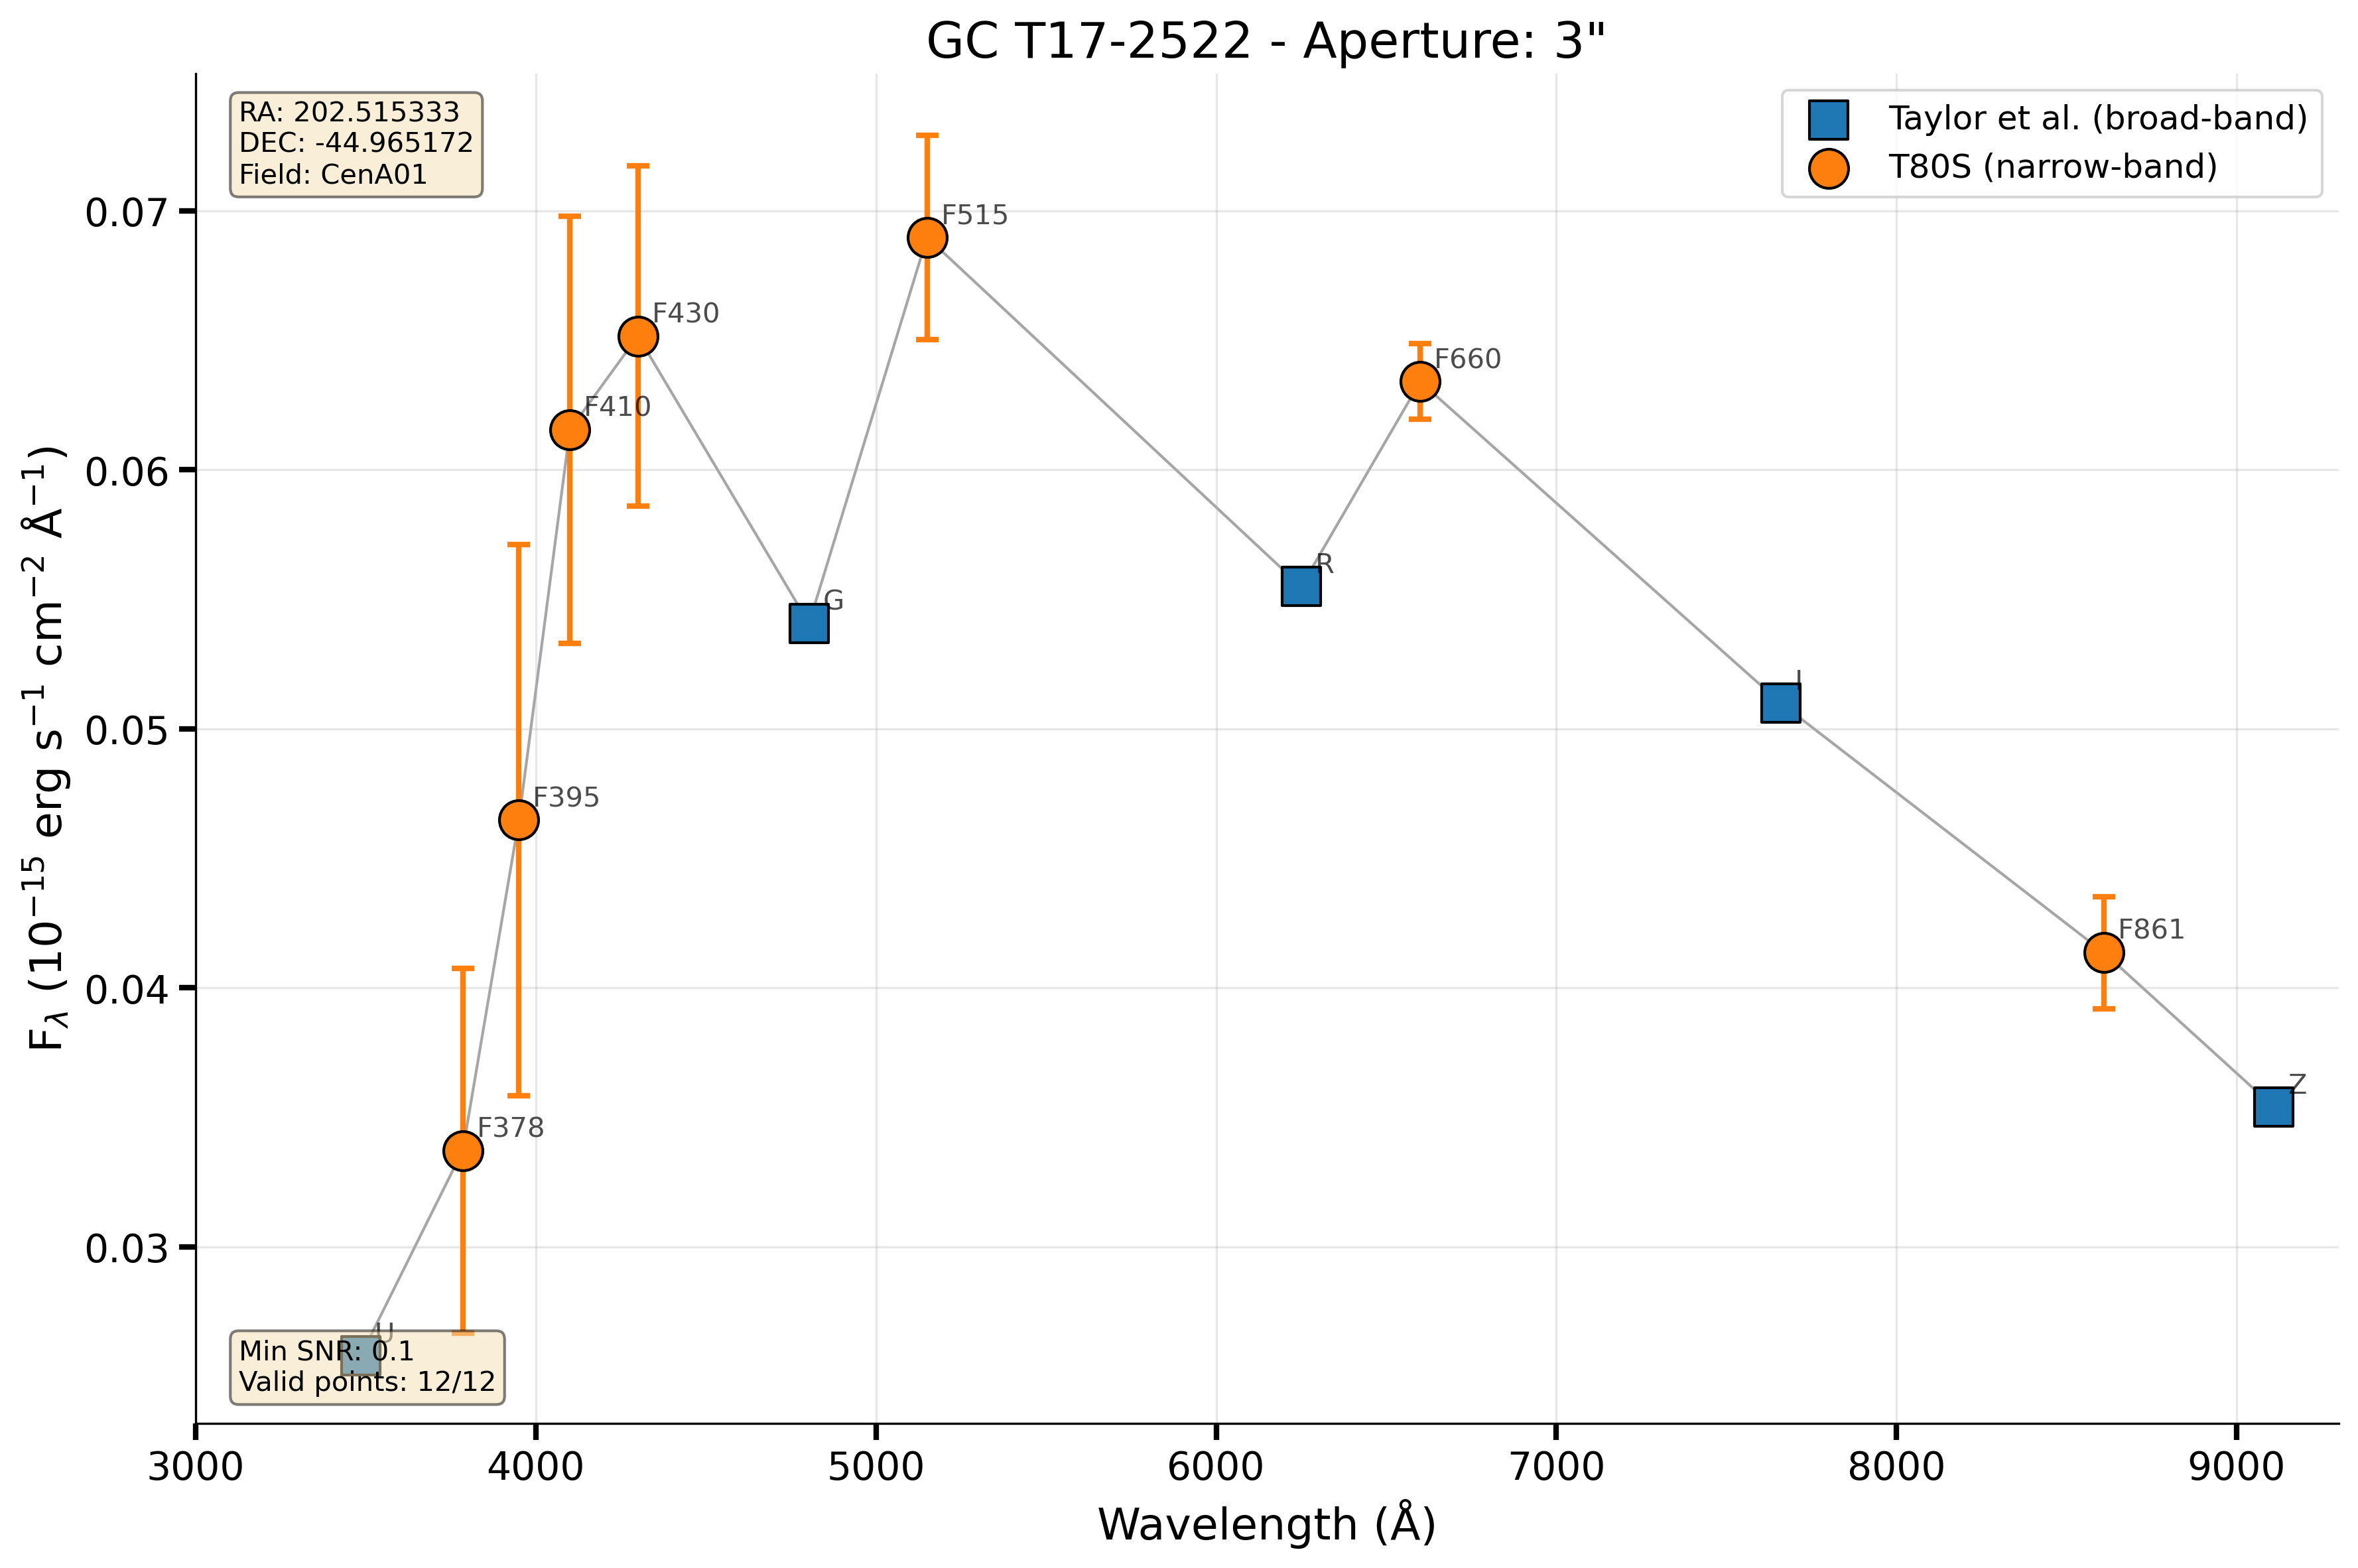 GC T17-2522 - Aperture: 3"
RA: 202.515333
DEC: -44.965172
Field: CenA01
Taylor et al. (broad-band)
T80S (narrow-band)
F515
F430
F660
F410
G
R
I
F395
F861
Z
F378
U
Min SNR: 0.1
Valid points: 12/12
0.07
0.06
0.05
0.04
0.03
F_λ (10⁻¹⁵ erg s⁻¹ cm⁻² Å⁻¹)
3000 4000 5000 6000 7000 8000 9000
Wavelength (Å)